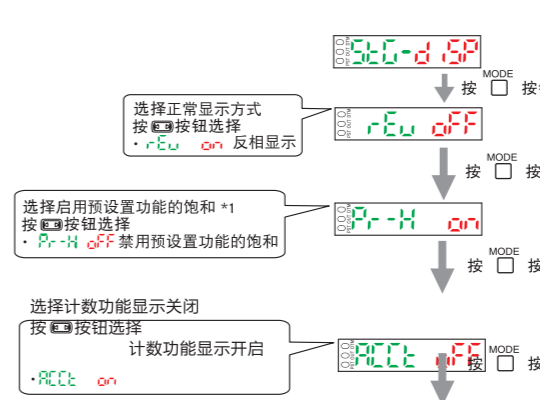 StG-d iSP
MODE
按 按
选择正常显示方式
按 按钮选择
· rEu on 反相显示
rEu oFF
MODE
按 按
选择启用预设置功能的饱和 *1
按 按钮选择
· Pr-H oFF 禁用预设置功能的饱和
Pr-H on
MODE
按 按
选择计数功能显示关闭
按 按钮选择
计数功能显示开启
· ACCt on
ACCt oFF
MODE
按 按